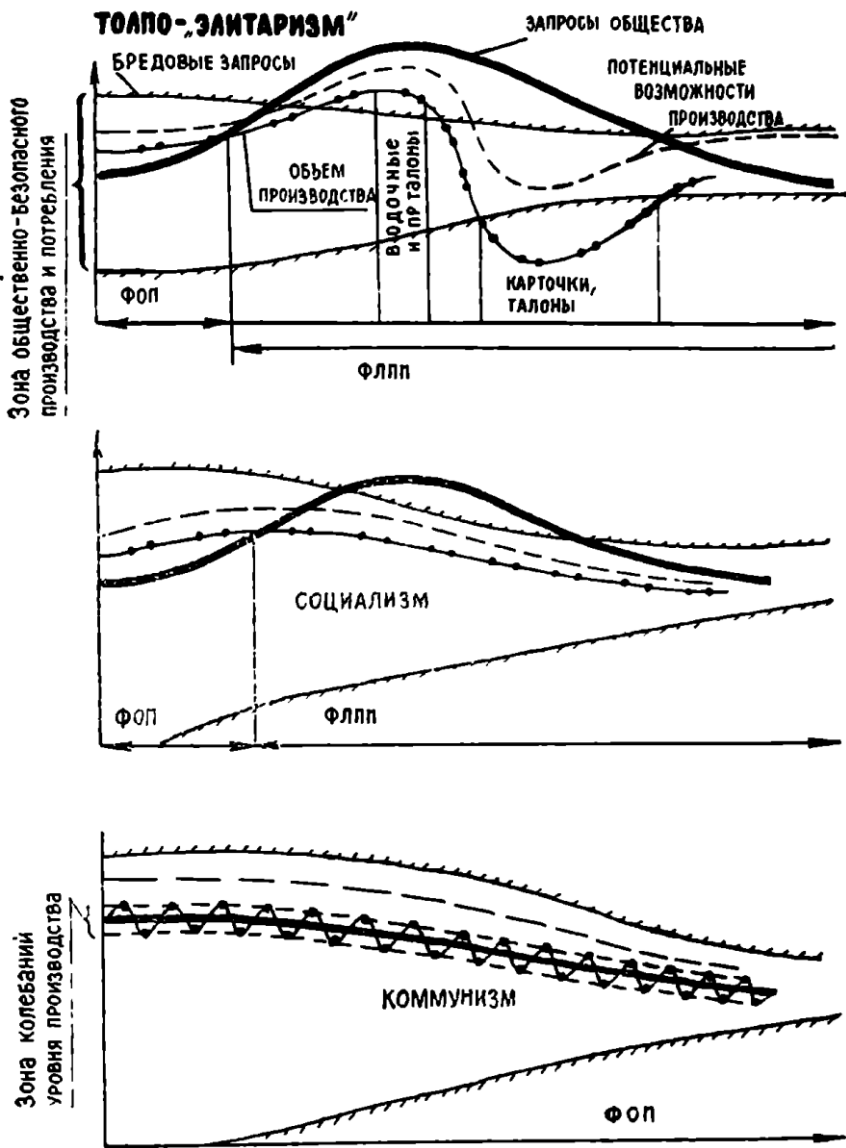 ТОЛПО-„ЭЛИТАРИЗМ"
ЗАПРОСЫ ОБЩЕСТВА
БРЕДОВЫЕ ЗАПРОСЫ
ПОТЕНЦИАЛЬНЫЕ
ВОЗМОЖНОСТИ
ПРОИЗВОДСТВА
Зона общественно-безопасного
производства и потребления
ОБЪЕМ
ПРОИЗВОДСТВА
ВОДОЧНЫЕ
И ПР ТАЛОНЫ
КАРТОЧКИ,
ТАЛОНЫ
ФОП
ФЛПП
СОЦИАЛИЗМ
ФОП
ФЛПП
Зона колебаний
уровня производства
КОММУНИЗМ
ФОП